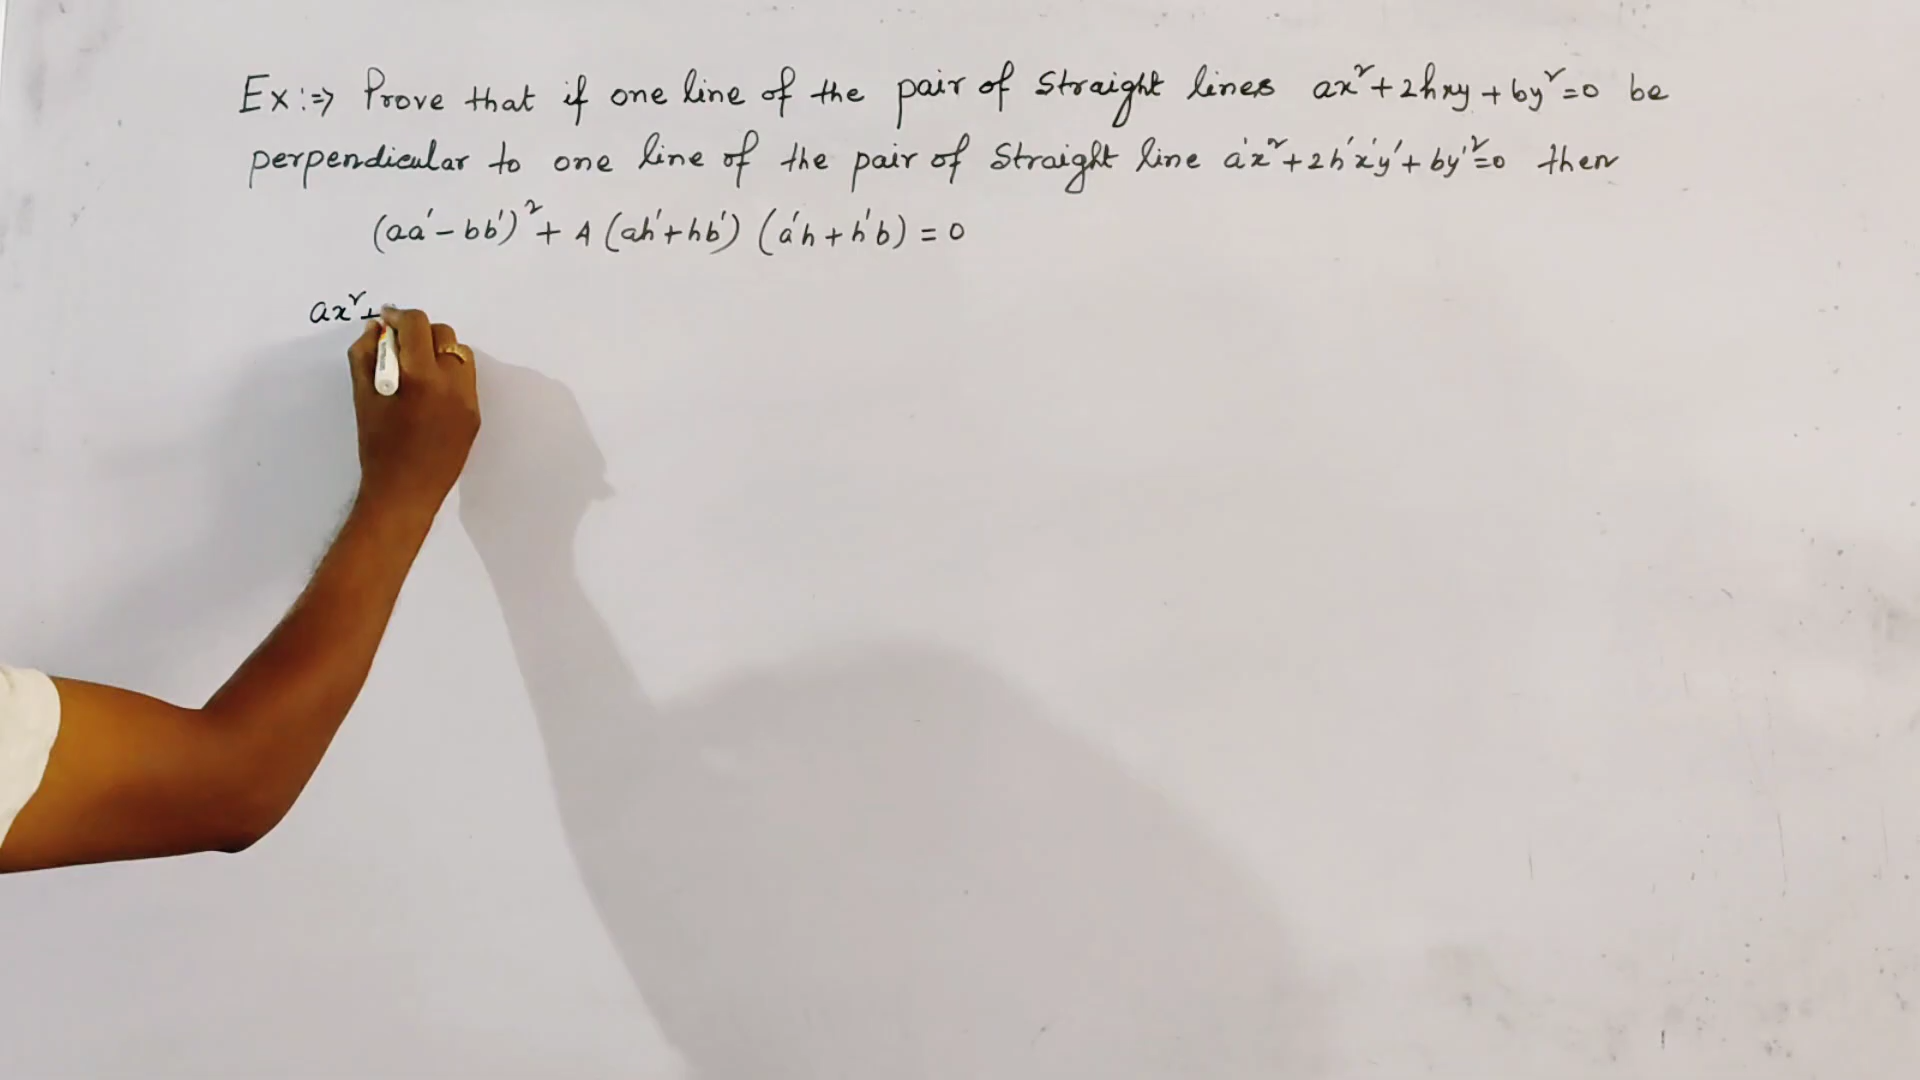 Ex:⇒ Prove that if one line of the pair of straight lines ax²+2hxy+by²=0 be
perpendicular to one line of the pair of straight line a'x²+2h'x'y'+by'²=0 then
(aa'-bb')²+4(ah'+hb')(a'h+h'b)=0
ax²+